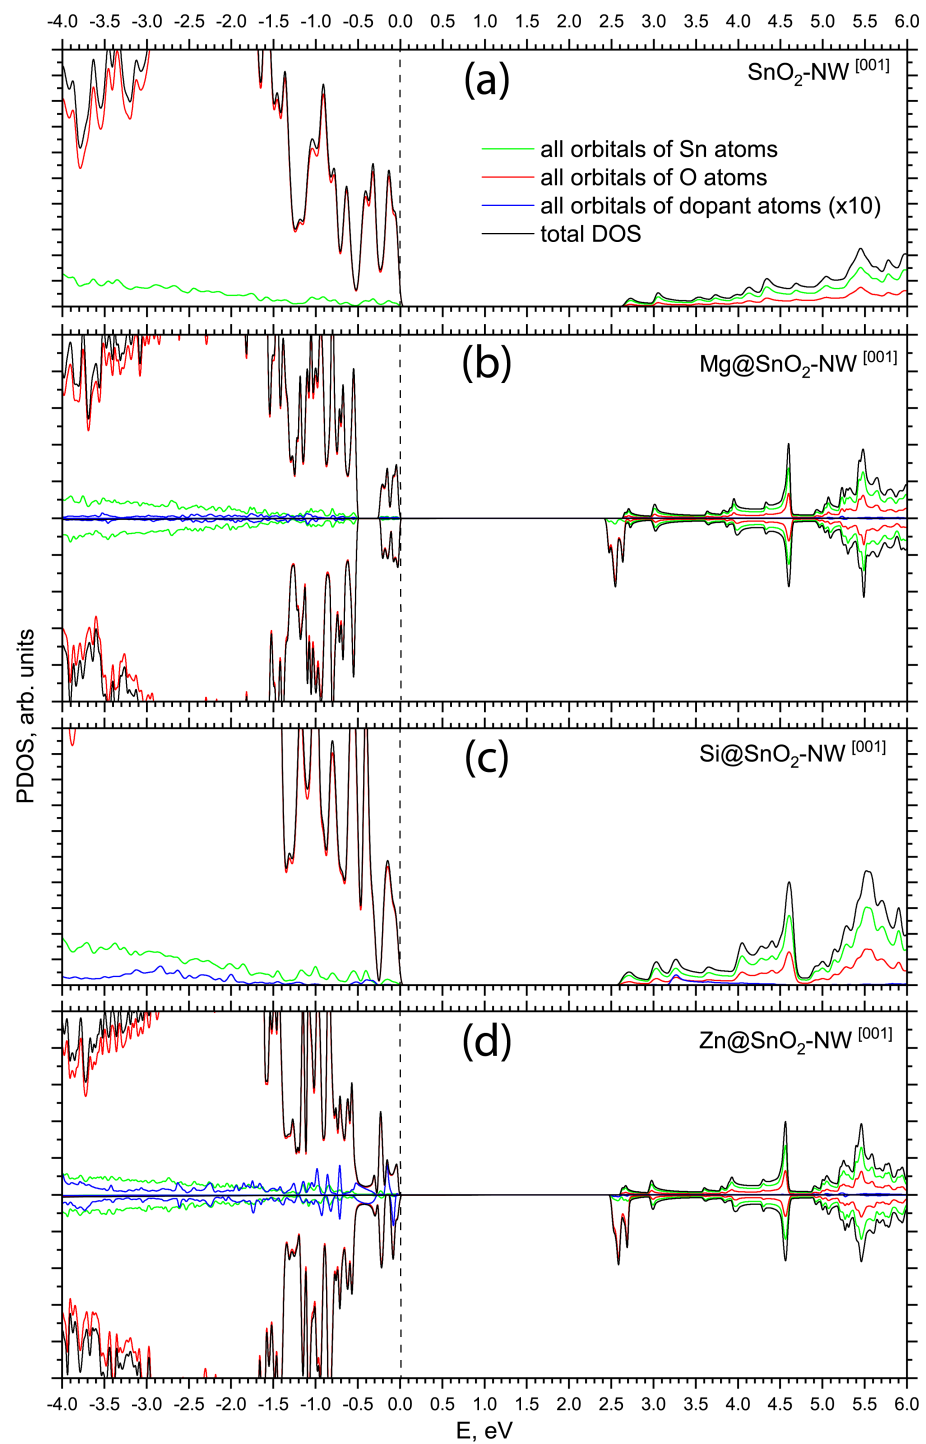 -4.0 -3.5 -3.0 -2.5 -2.0 -1.5 -1.0 -0.5 0.0 0.5 1.0 1.5 2.0 2.5 3.0 3.5 4.0 4.5 5.0 5.5 6.0
(a)
SnO2-NW [001]
all orbitals of Sn atoms
all orbitals of O atoms
all orbitals of dopant atoms (x10)
total DOS
(b)
Mg@SnO2-NW [001]
PDOS, arb. units
(c)
Si@SnO2-NW [001]
(d)
Zn@SnO2-NW [001]
-4.0 -3.5 -3.0 -2.5 -2.0 -1.5 -1.0 -0.5 0.0 0.5 1.0 1.5 2.0 2.5 3.0 3.5 4.0 4.5 5.0 5.5 6.0
E, eV